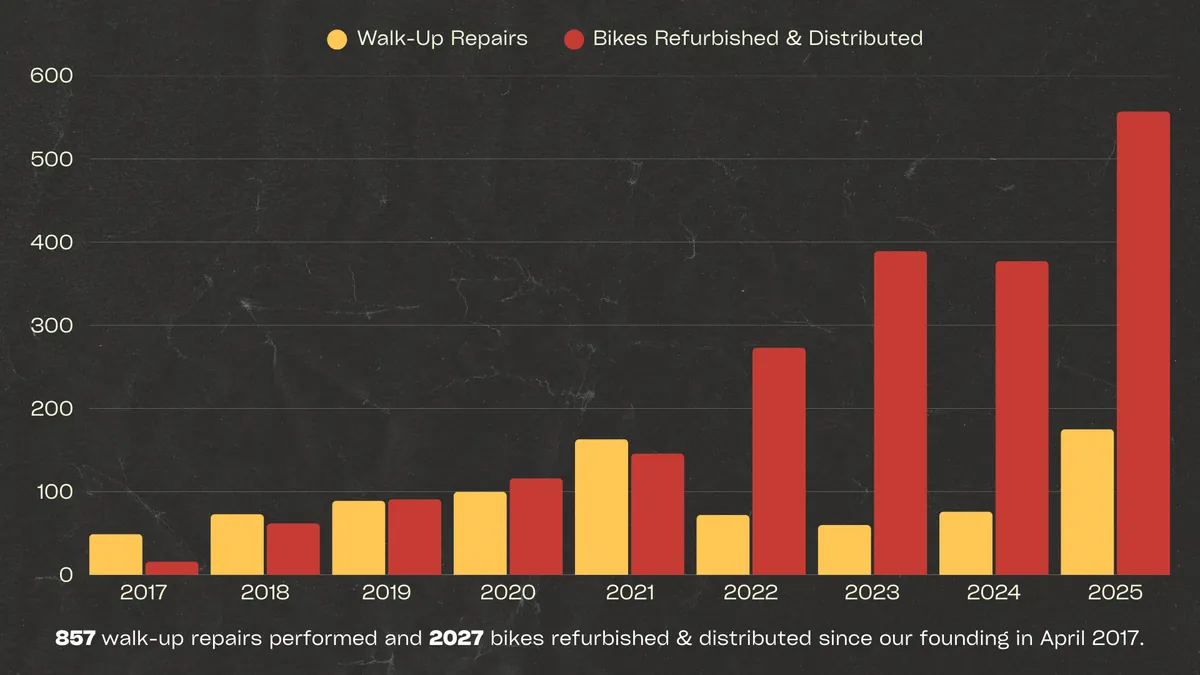 Walk-Up Repairs Bikes Refurbished & Distributed
600
500
400
300
200
100
0
2017 2018 2019 2020 2021 2022 2023 2024 2025
857 walk-up repairs performed and 2027 bikes refurbished & distributed since our founding in April 2017.